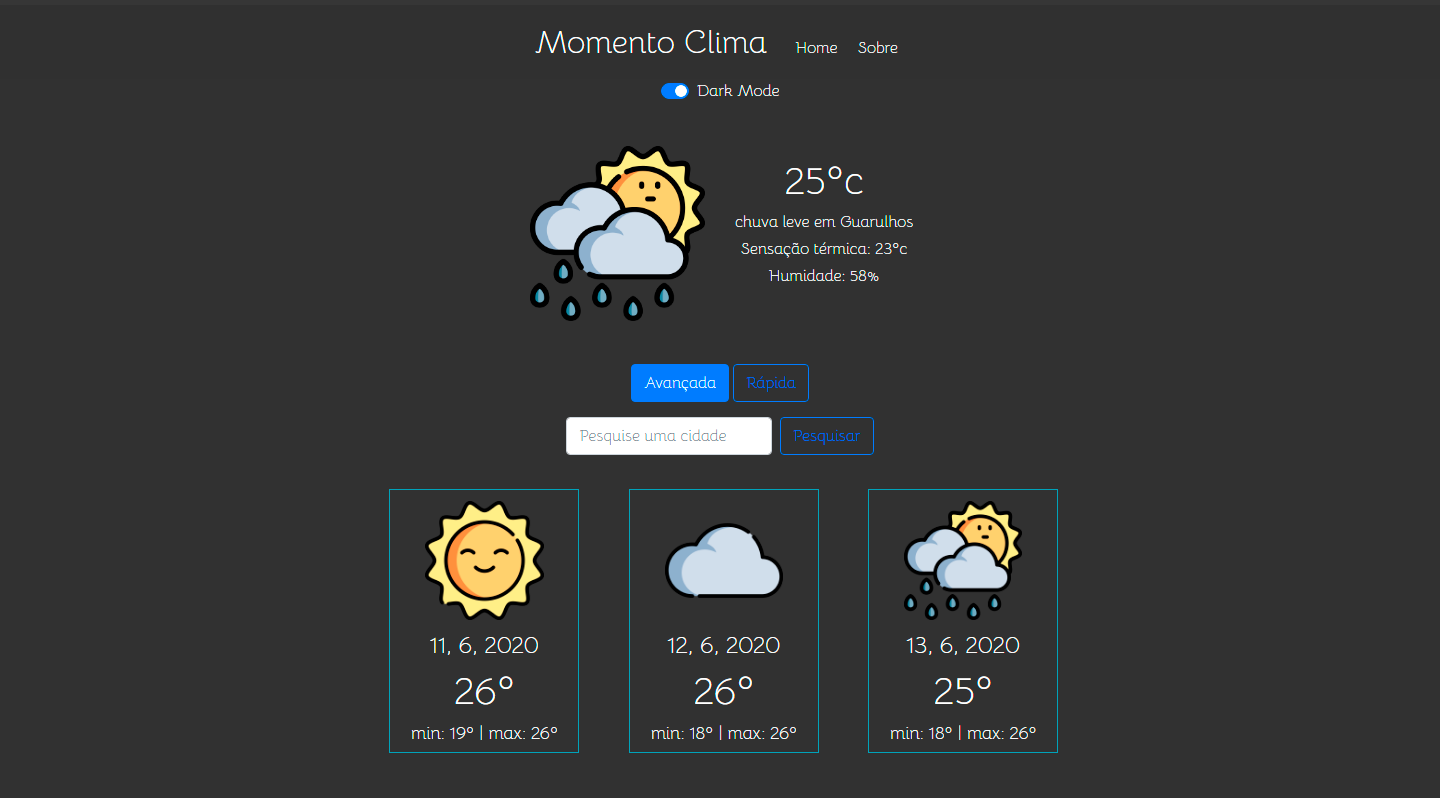 Momento Clima Home Sobre
Dark Mode
25°c
chuva leve em Guarulhos
Sensação térmica: 23°c
Humidade: 58%
Avançada Rápida
Pesquise uma cidade Pesquisar
11, 6, 2020
26°
min: 19° | max: 26°
12, 6, 2020
26°
min: 18° | max: 26°
13, 6, 2020
25°
min: 18° | max: 26°